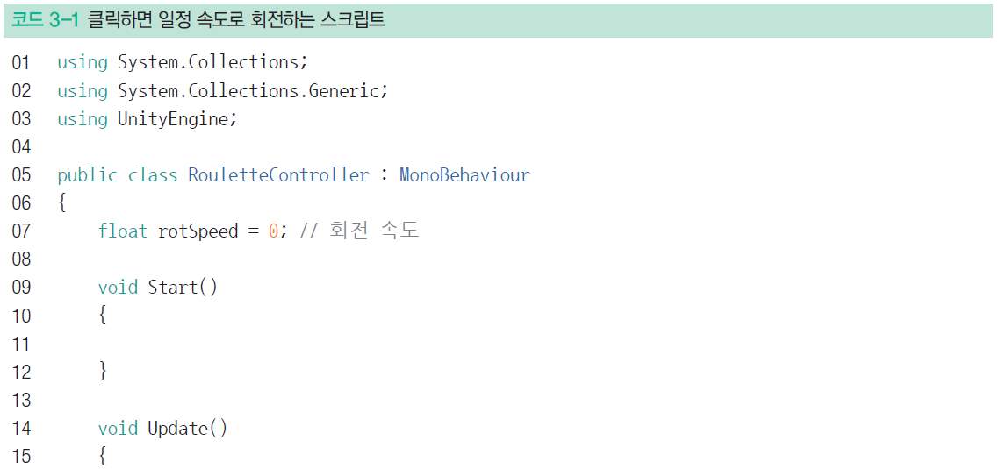 코드 3-1 클릭하면 일정 속도로 회전하는 스크립트
01 using System.Collections;
02 using System.Collections.Generic;
03 using UnityEngine;
04
05 public class RouletteController : MonoBehaviour
06 {
07 float rotSpeed = 0; // 회전 속도
08
09 void Start()
10 {
11
12 }
13
14 void Update()
15 {